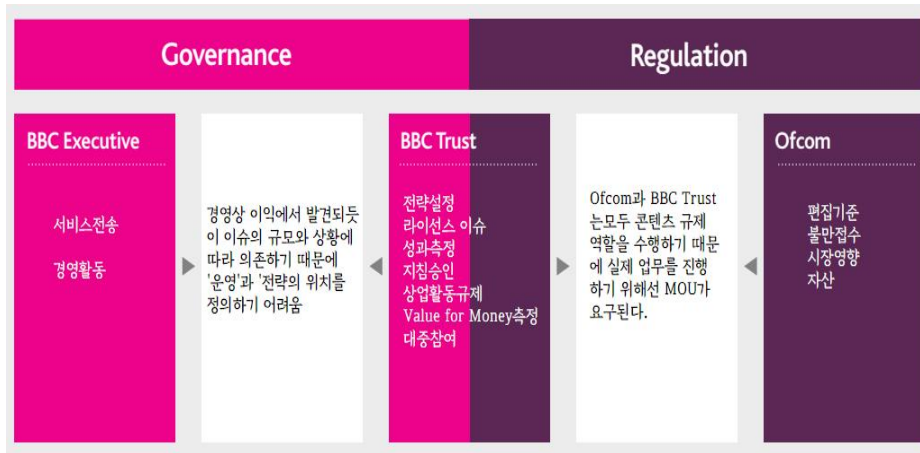 Governance
Regulation
BBC Executive
서비스전송
경영활동
경영상 이익에서 발견되듯
이 이슈의 규모와 상황에
따라 의존하기 때문에
'운영'과 '전략의 위치를
정의하기 어려움
BBC Trust
전략설정
라이선스 이슈
성과측정
지침승인
상업활동규제
Value for Money측정
대중참여
Ofcom과 BBC Trust
는모두 콘텐츠 규제
역할을 수행하기 때문
에 실제 업무를 진행
하기 위해선 MOU가
요구된다.
Ofcom
편집기준
불만접수
시장영향
자산